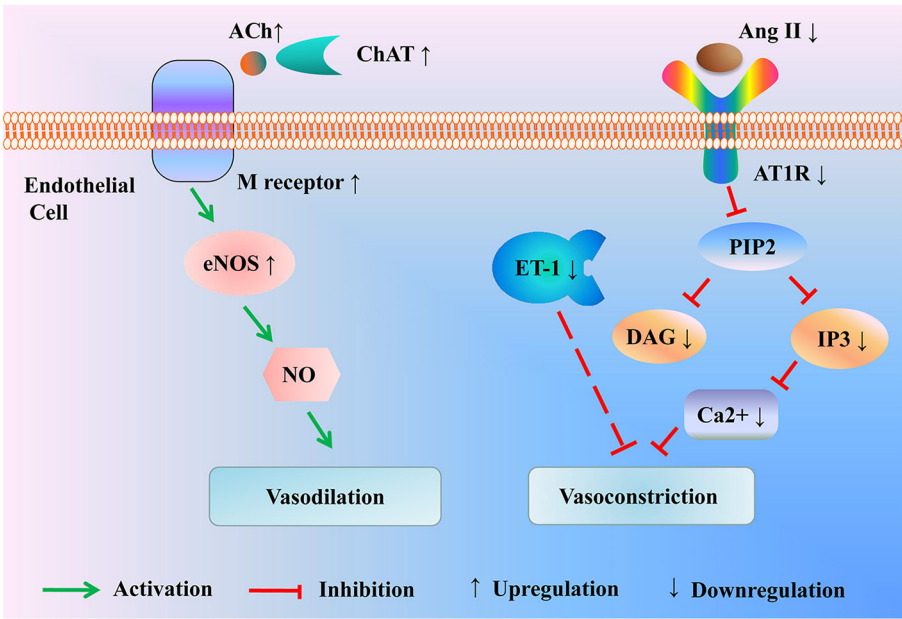 ACh↑
ChAT ↑
Ang II ↓
Endothelial
Cell
M receptor ↑
AT1R ↓
eNOS ↑
ET-1 ↓
PIP2
DAG ↓
IP3 ↓
NO
Ca2+ ↓
Vasodilation
Vasoconstriction
Activation
Inhibition
↑ Upregulation
↓ Downregulation